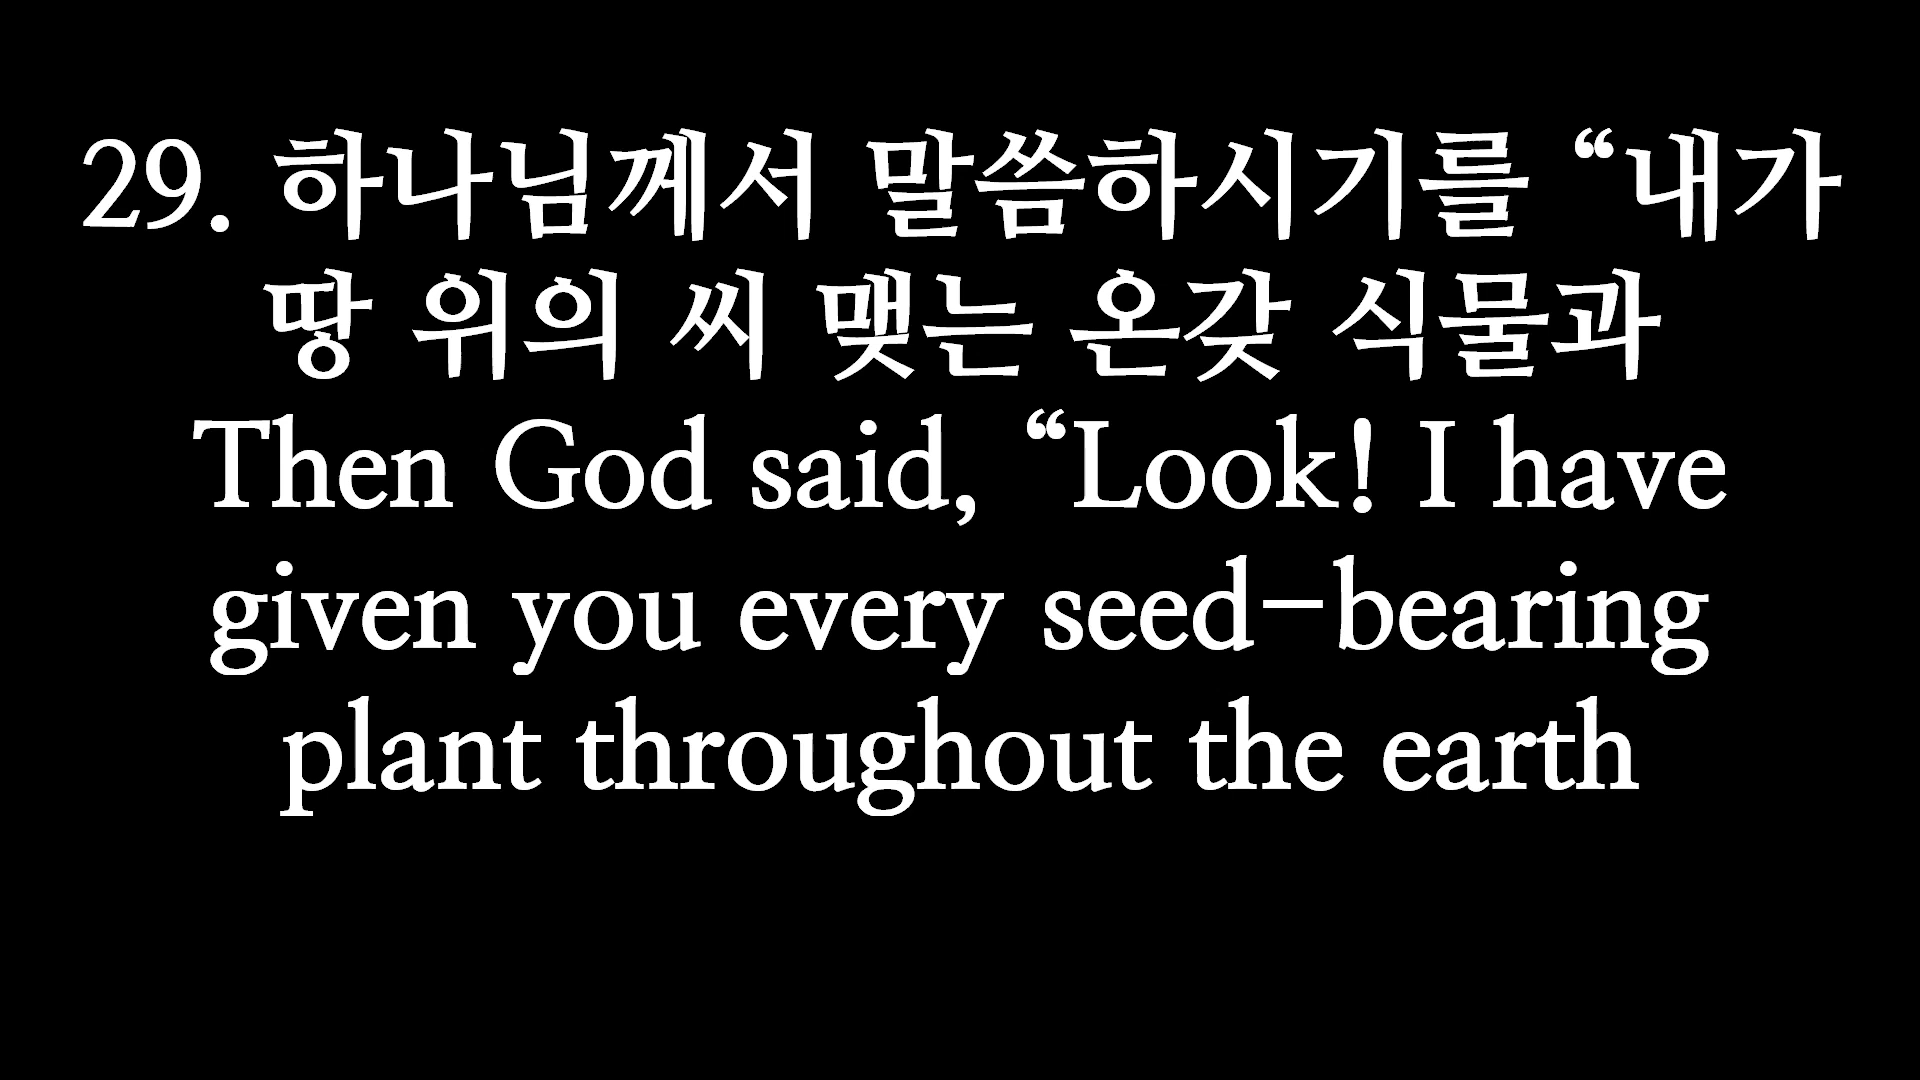 29. 하나님께서 말씀하시기를 “내가
땅 위의 씨 맺는 온갖 식물과
Then God said, “Look! I have
given you every seed-bearing
plant throughout the earth